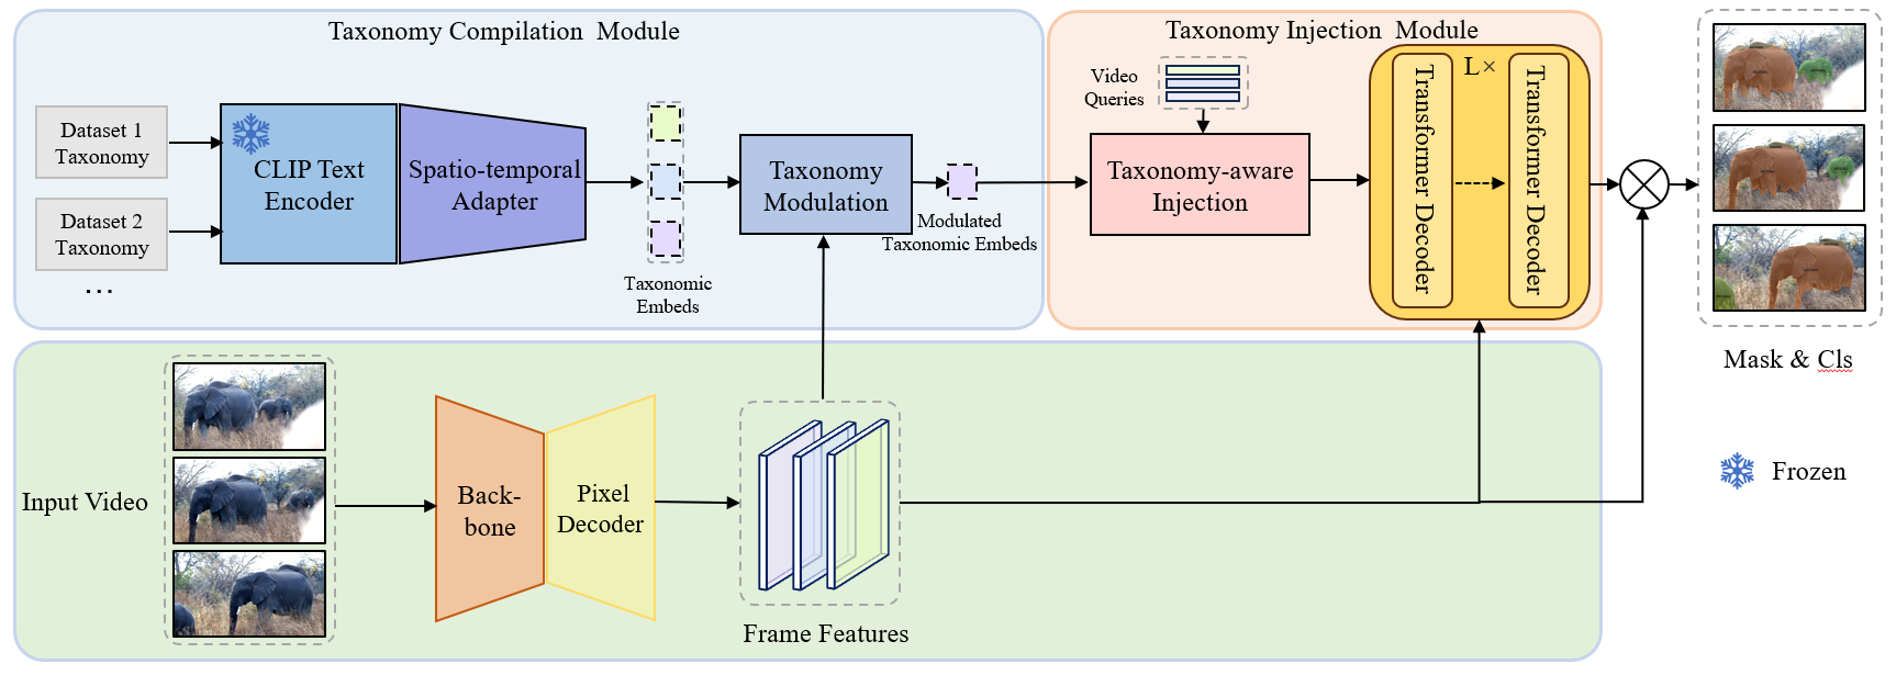 Taxonomy Compilation Module
Dataset 1
Taxonomy
Dataset 2
Taxonomy
...
CLIP Text
Encoder
Spatio-temporal
Adapter
Taxonomic
Embeds
Taxonomy
Modulation
Modulated
Taxonomic Embeds
Taxonomy Injection Module
Video
Queries
Taxonomy-aware
Injection
Transformer Decoder
L×
Transformer Decoder
Mask & Cls
Frozen
Input Video
Back-
bone
Pixel
Decoder
Frame Features